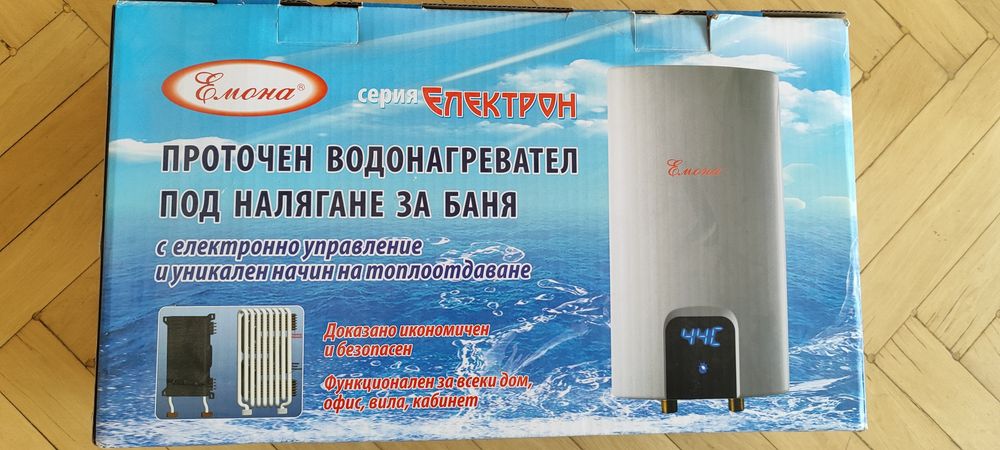 Емона®
серия ЕЛЕКТРОН
ПРОТОЧЕН ВОДОНАГРЕВАТЕЛ
ПОД НАЛЯГАНЕ ЗА БАНЯ
с електронно управление
и уникален начин на топлоотдаване
Доказано икономичен
и безопасен
Функционален за всеки дом,
офис, вила, кабинет
Емона
44C